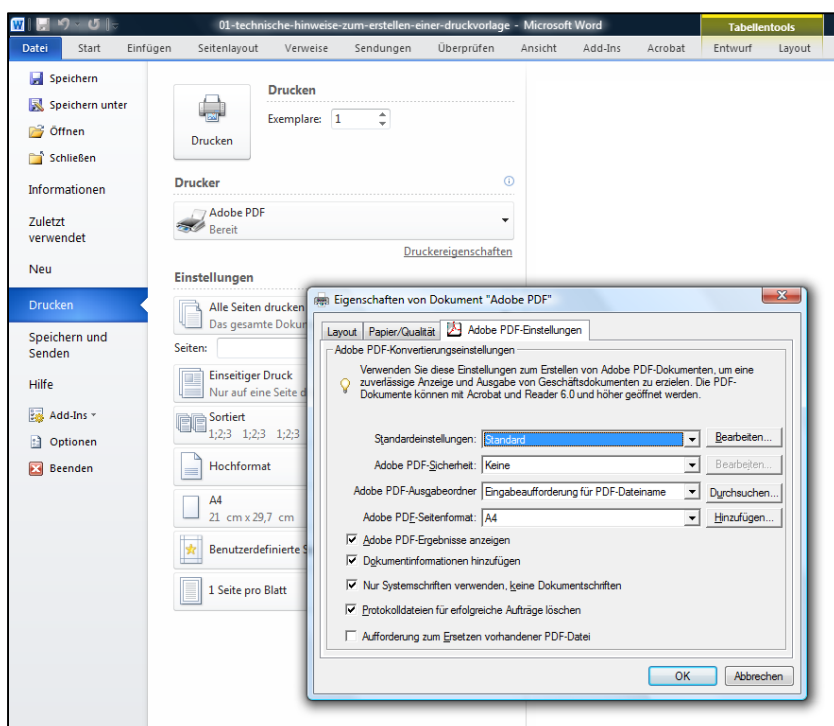 01-technische-hinweise-zum-erstellen-einer-druckvorlage - Microsoft Word
Tabellentools
Datei Start Einfügen Seitenlayout Verweise Sendungen Überprüfen Ansicht Add-Ins Acrobat Entwurf Layout
Speichern
Speichern unter
Öffnen
Schließen
Informationen
Zuletzt
verwendet
Neu
Drucken
Speichern und
Senden
Hilfe
Add-Ins
Optionen
Beenden
Drucken
Drucken
Exemplare: 1
Drucker
Adobe PDF
Bereit
Druckereigenschaften
Einstellungen
Alle Seiten drucken
Das gesamte Dokur
Seiten:
Einseitiger Druck
Nur auf eine Seite d
Sortiert
1;2;3 1;2;3 1;2;3
Hochformat
A4
21 cm x 29,7 cm
Benutzerdefinierte S
1 Seite pro Blatt
Eigenschaften von Dokument "Adobe PDF"
Layout Papier/Qualität Adobe PDF-Einstellungen
Adobe PDF-Konvertierungseinstellungen
Verwenden Sie diese Einstellungen zum Erstellen von Adobe PDF-Dokumenten, um eine
zuverlässige Anzeige und Ausgabe von Geschäftsdokumenten zu erzielen. Die PDF-
Dokumente können mit Acrobat und Reader 6.0 und höher geöffnet werden.
Standardeinstellungen: Standard Bearbeiten...
Adobe PDF-Sicherheit: Keine Bearbeiten...
Adobe PDF-Ausgabeordner Eingabeaufforderung für PDF-Dateiname Durchsuchen...
Adobe PDF-Seitenformat: A4 Hinzufügen...
Adobe PDF-Ergebnisse anzeigen
Dokumentinformationen hinzufügen
Nur Systemschriften verwenden, keine Dokumentschriften
Protokolldateien für erfolgreiche Aufträge löschen
Aufforderung zum Ersetzen vorhandener PDF-Datei
OK Abbrechen